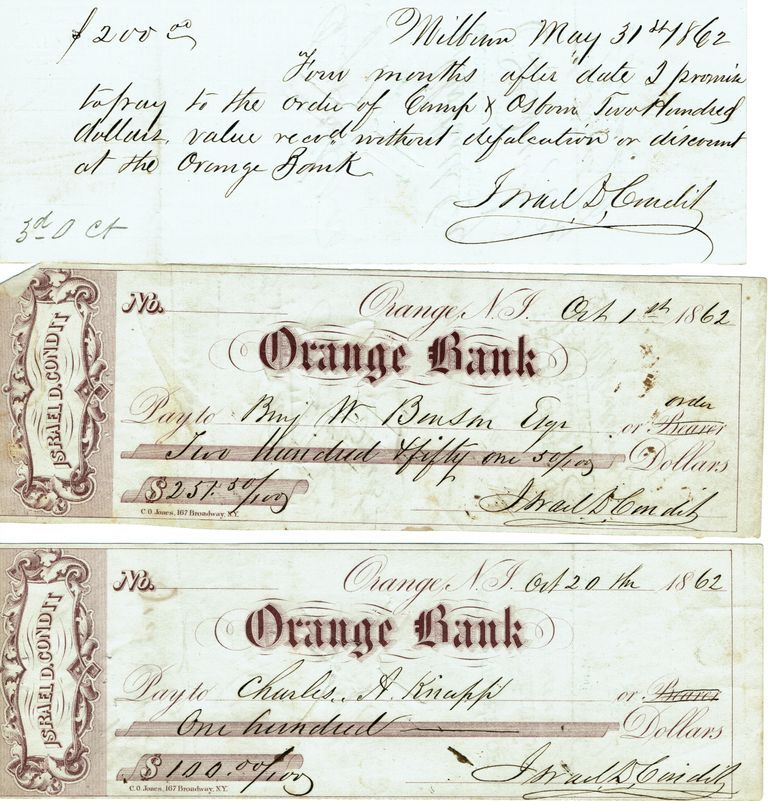 $200 00 Milburn May 31st 1862
Four months after date I promise
to pay to the order of Camp & Osborn Two Hundred
dollars, value recd without defalcation or discount
at the Orange Bank
Israel D. Condit
3d Oct
ISRAEL D. CONDIT
No. Orange, N.J. Oct 1st 1862
Orange Bank
order
Pay to Benj W Benson Esqr or Bearer
Two Hundred & fifty one 50/100 Dollars
$251.50/100
Israel D Condit
C.O. Jones, 167 Broadway, N.Y.
ISRAEL D. CONDIT
No. Orange, N.J. Oct 20th 1862
Orange Bank
Pay to Charles. A. Knapp or Bearer
One hundred Dollars
$100.00/100
Israel D. Condit
C.O. Jones, 167 Broadway, N.Y.